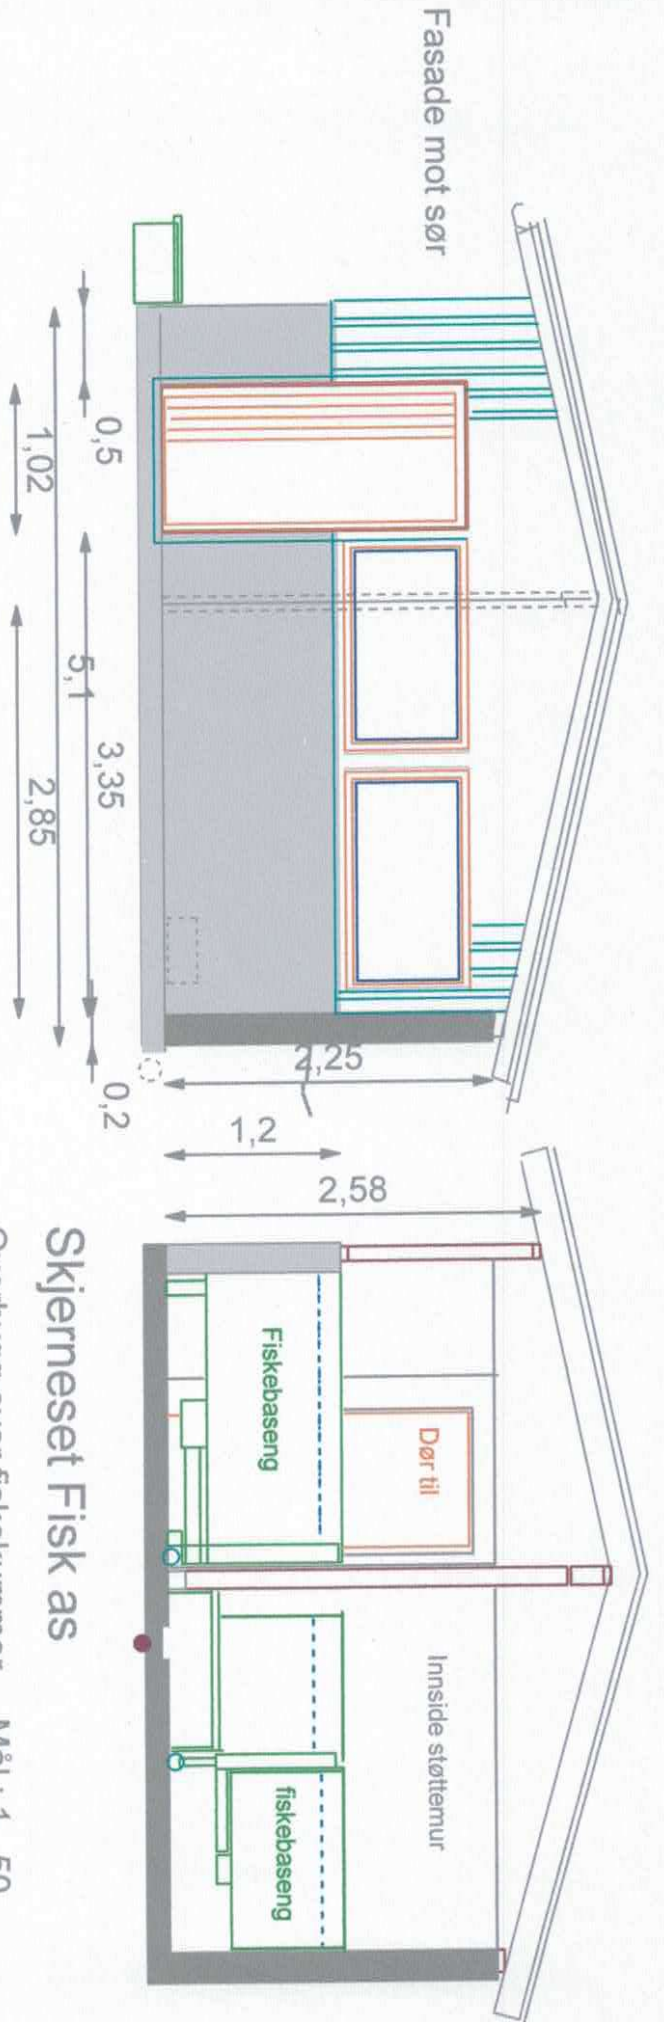 Fasade mot sør
0,5
1,02
5,1
3,35
2,85
0,2
2,25
1,2
2,58
Fiskebaseng
Dør til
Innside støttemur
fiskebaseng
Skjerneset Fisk as